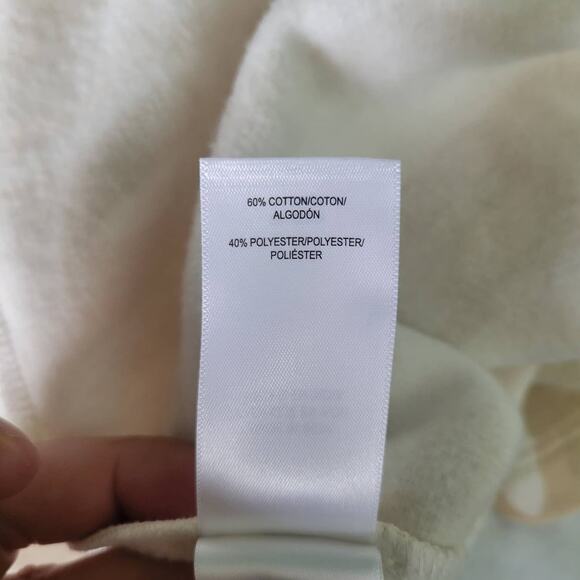 60% COTTON/COTON/
ALGODÓN
40% POLYESTER/POLYESTER/
POLIÉSTER